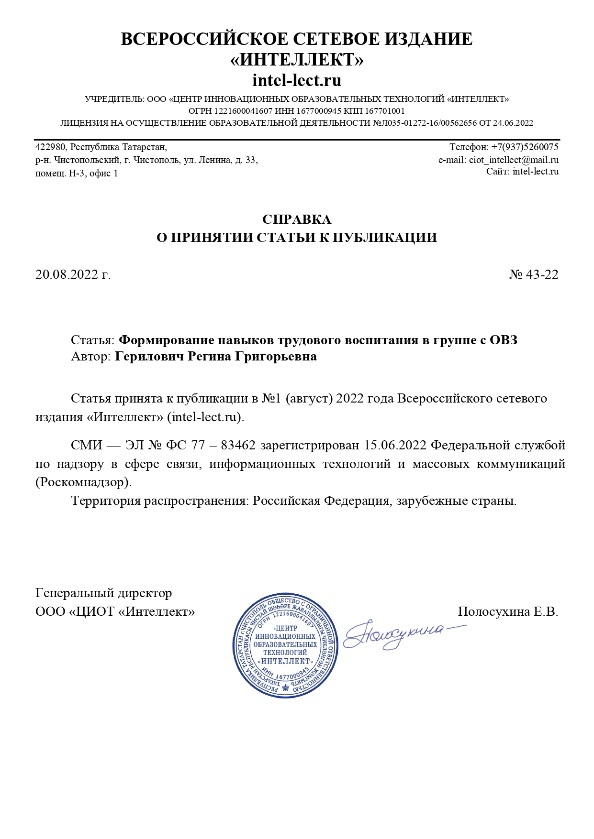 ВСЕРОССИЙСКОЕ СЕТЕВОЕ ИЗДАНИЕ
«ИНТЕЛЛЕКТ»
intel-lect.ru
УЧРЕДИТЕЛЬ: ООО «ЦЕНТР ИННОВАЦИОННЫХ ОБРАЗОВАТЕЛЬНЫХ ТЕХНОЛОГИЙ «ИНТЕЛЛЕКТ»
ОГРН 1221600041607 ИНН 1677000945 КПП 167701001
ЛИЦЕНЗИЯ НА ОСУЩЕСТВЛЕНИЕ ОБРАЗОВАТЕЛЬНОЙ ДЕЯТЕЛЬНОСТИ №Л035-01272-16/00562656 ОТ 24.06.2022
422980, Республика Татарстан,
р-н. Чистопольский, г. Чистополь, ул. Ленина, д. 33,
помещ. Н-3, офис 1
Телефон: +7(937)5260075
e-mail: ciot_intellect@mail.ru
Сайт: intel-lect.ru
СПРАВКА
О ПРИНЯТИИ СТАТЬИ К ПУБЛИКАЦИИ
20.08.2022 г. № 43-22
Статья: Формирование навыков трудового воспитания в группе с ОВЗ
Автор: Герилович Регина Григорьевна
Статья принята к публикации в №1 (август) 2022 года Всероссийского сетевого
издания «Интеллект» (intel-lect.ru).
СМИ — ЭЛ № ФС 77 – 83462 зарегистрирован 15.06.2022 Федеральной службой
по надзору в сфере связи, информационных технологий и массовых коммуникаций
(Роскомнадзор).
Территория распространения: Российская Федерация, зарубежные страны.
Генеральный директор
ООО «ЦИОТ «Интеллект» Полосухина Е.В.
«ЦЕНТР
ИННОВАЦИОННЫХ
ОБРАЗОВАТЕЛЬНЫХ
ТЕХНОЛОГИЙ
«ИНТЕЛЛЕКТ»
ИНН 1677000945
ОГРН 1221600041607
Полосухина